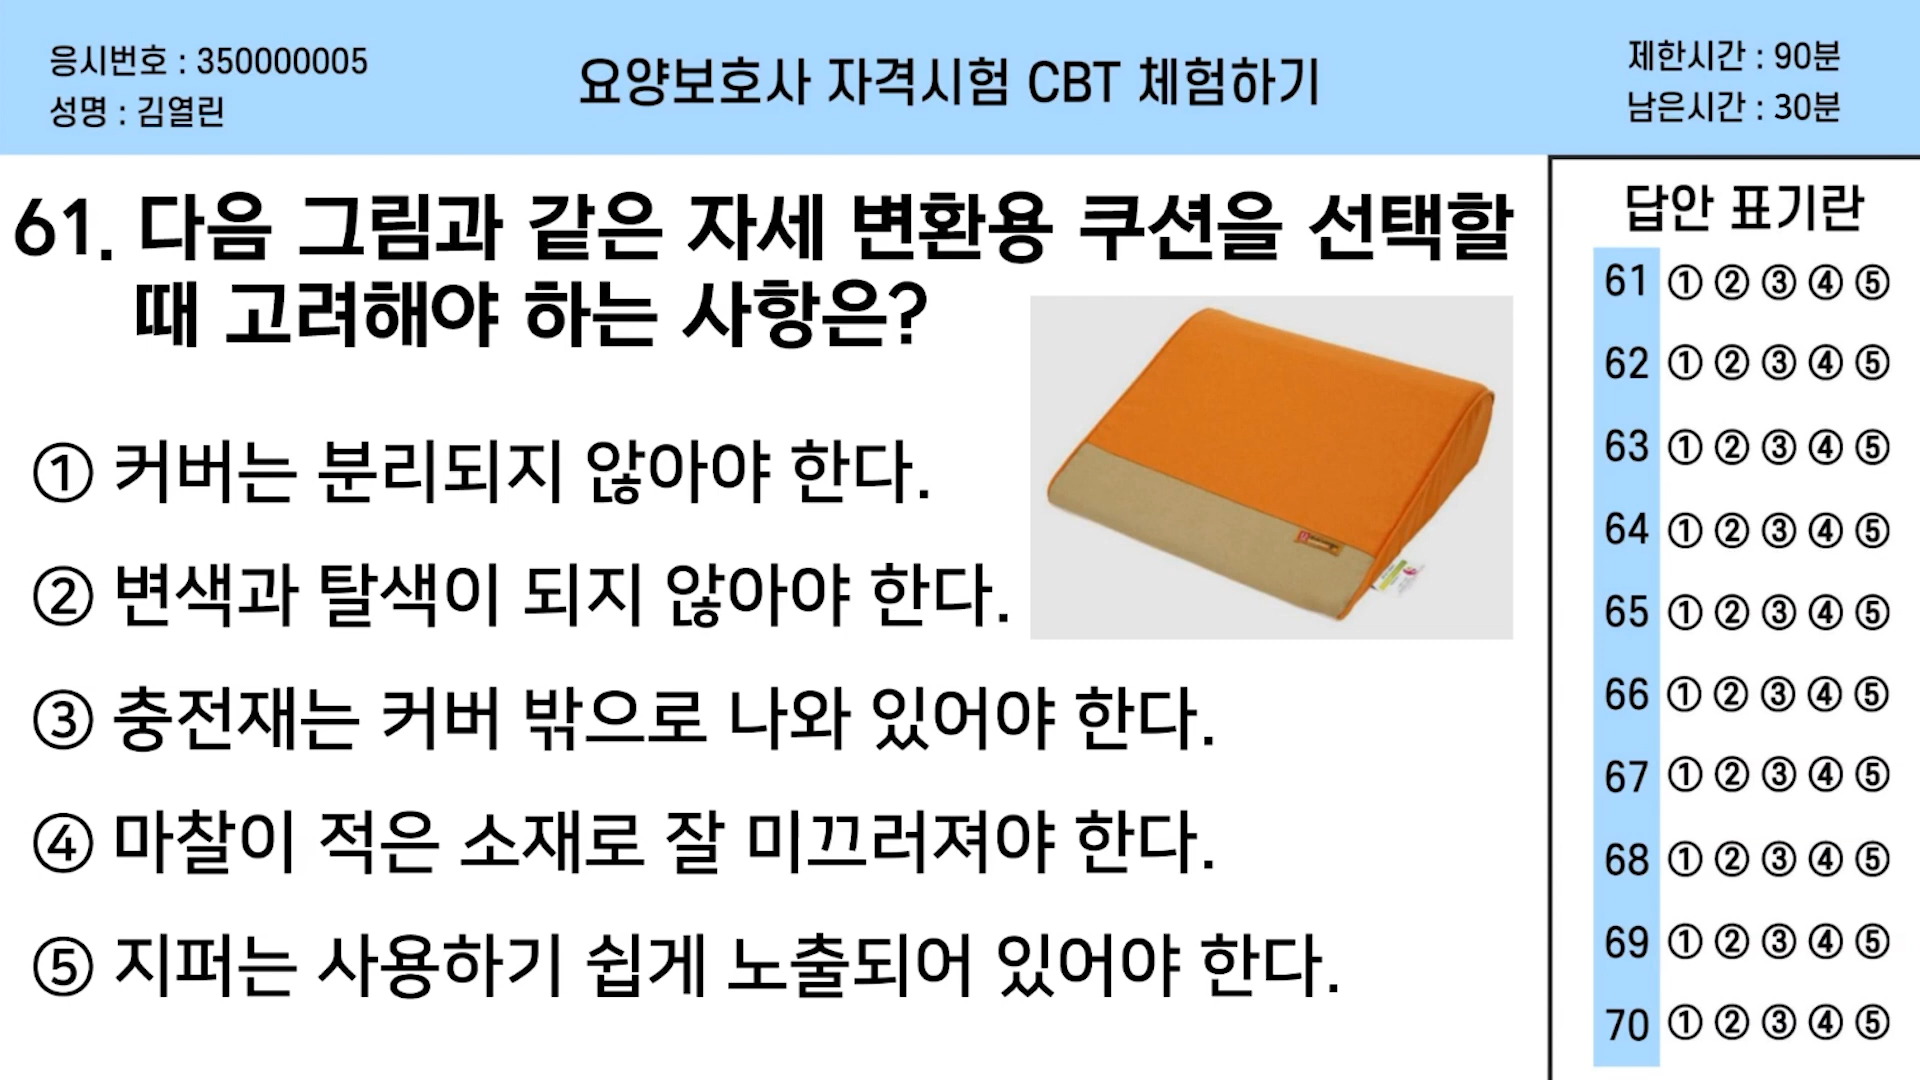 응시번호 : 350000005
성명 : 김열린
요양보호사 자격시험 CBT 체험하기
제한시간 : 90분
남은시간 : 30분
61. 다음 그림과 같은 자세 변환용 쿠션을 선택할
때 고려해야 하는 사항은?
① 커버는 분리되지 않아야 한다.
② 변색과 탈색이 되지 않아야 한다.
③ 충전재는 커버 밖으로 나와 있어야 한다.
④ 마찰이 적은 소재로 잘 미끄러져야 한다.
⑤ 지퍼는 사용하기 쉽게 노출되어 있어야 한다.
답안 표기란
61 ① ② ③ ④ ⑤
62 ① ② ③ ④ ⑤
63 ① ② ③ ④ ⑤
64 ① ② ③ ④ ⑤
65 ① ② ③ ④ ⑤
66 ① ② ③ ④ ⑤
67 ① ② ③ ④ ⑤
68 ① ② ③ ④ ⑤
69 ① ② ③ ④ ⑤
70 ① ② ③ ④ ⑤